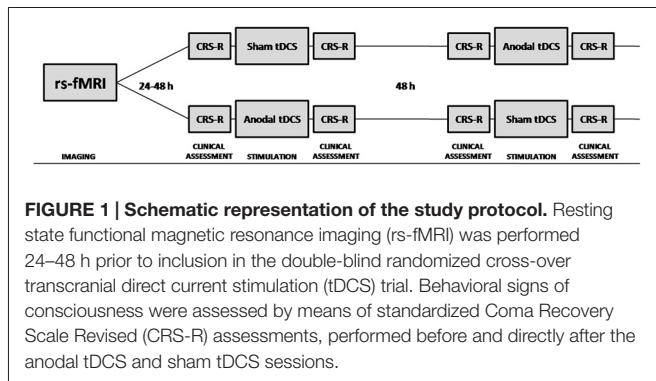 CRS-R Sham tDCS CRS-R CRS-R Anodal tDCS CRS-R
rs-fMRI 24-48 h 48 h
CRS-R Anodal tDCS CRS-R CRS-R Sham tDCS CRS-R
IMAGING CLINICAL ASSESSMENT STIMULATION CLINICAL ASSESSMENT CLINICAL ASSESSMENT STIMULATION CLINICAL ASSESSMENT
FIGURE 1 | Schematic representation of the study protocol. Resting
state functional magnetic resonance imaging (rs-fMRI) was performed
24–48 h prior to inclusion in the double-blind randomized cross-over
transcranial direct current stimulation (tDCS) trial. Behavioral signs of
consciousness were assessed by means of standardized Coma Recovery
Scale Revised (CRS-R) assessments, performed before and directly after the
anodal tDCS and sham tDCS sessions.